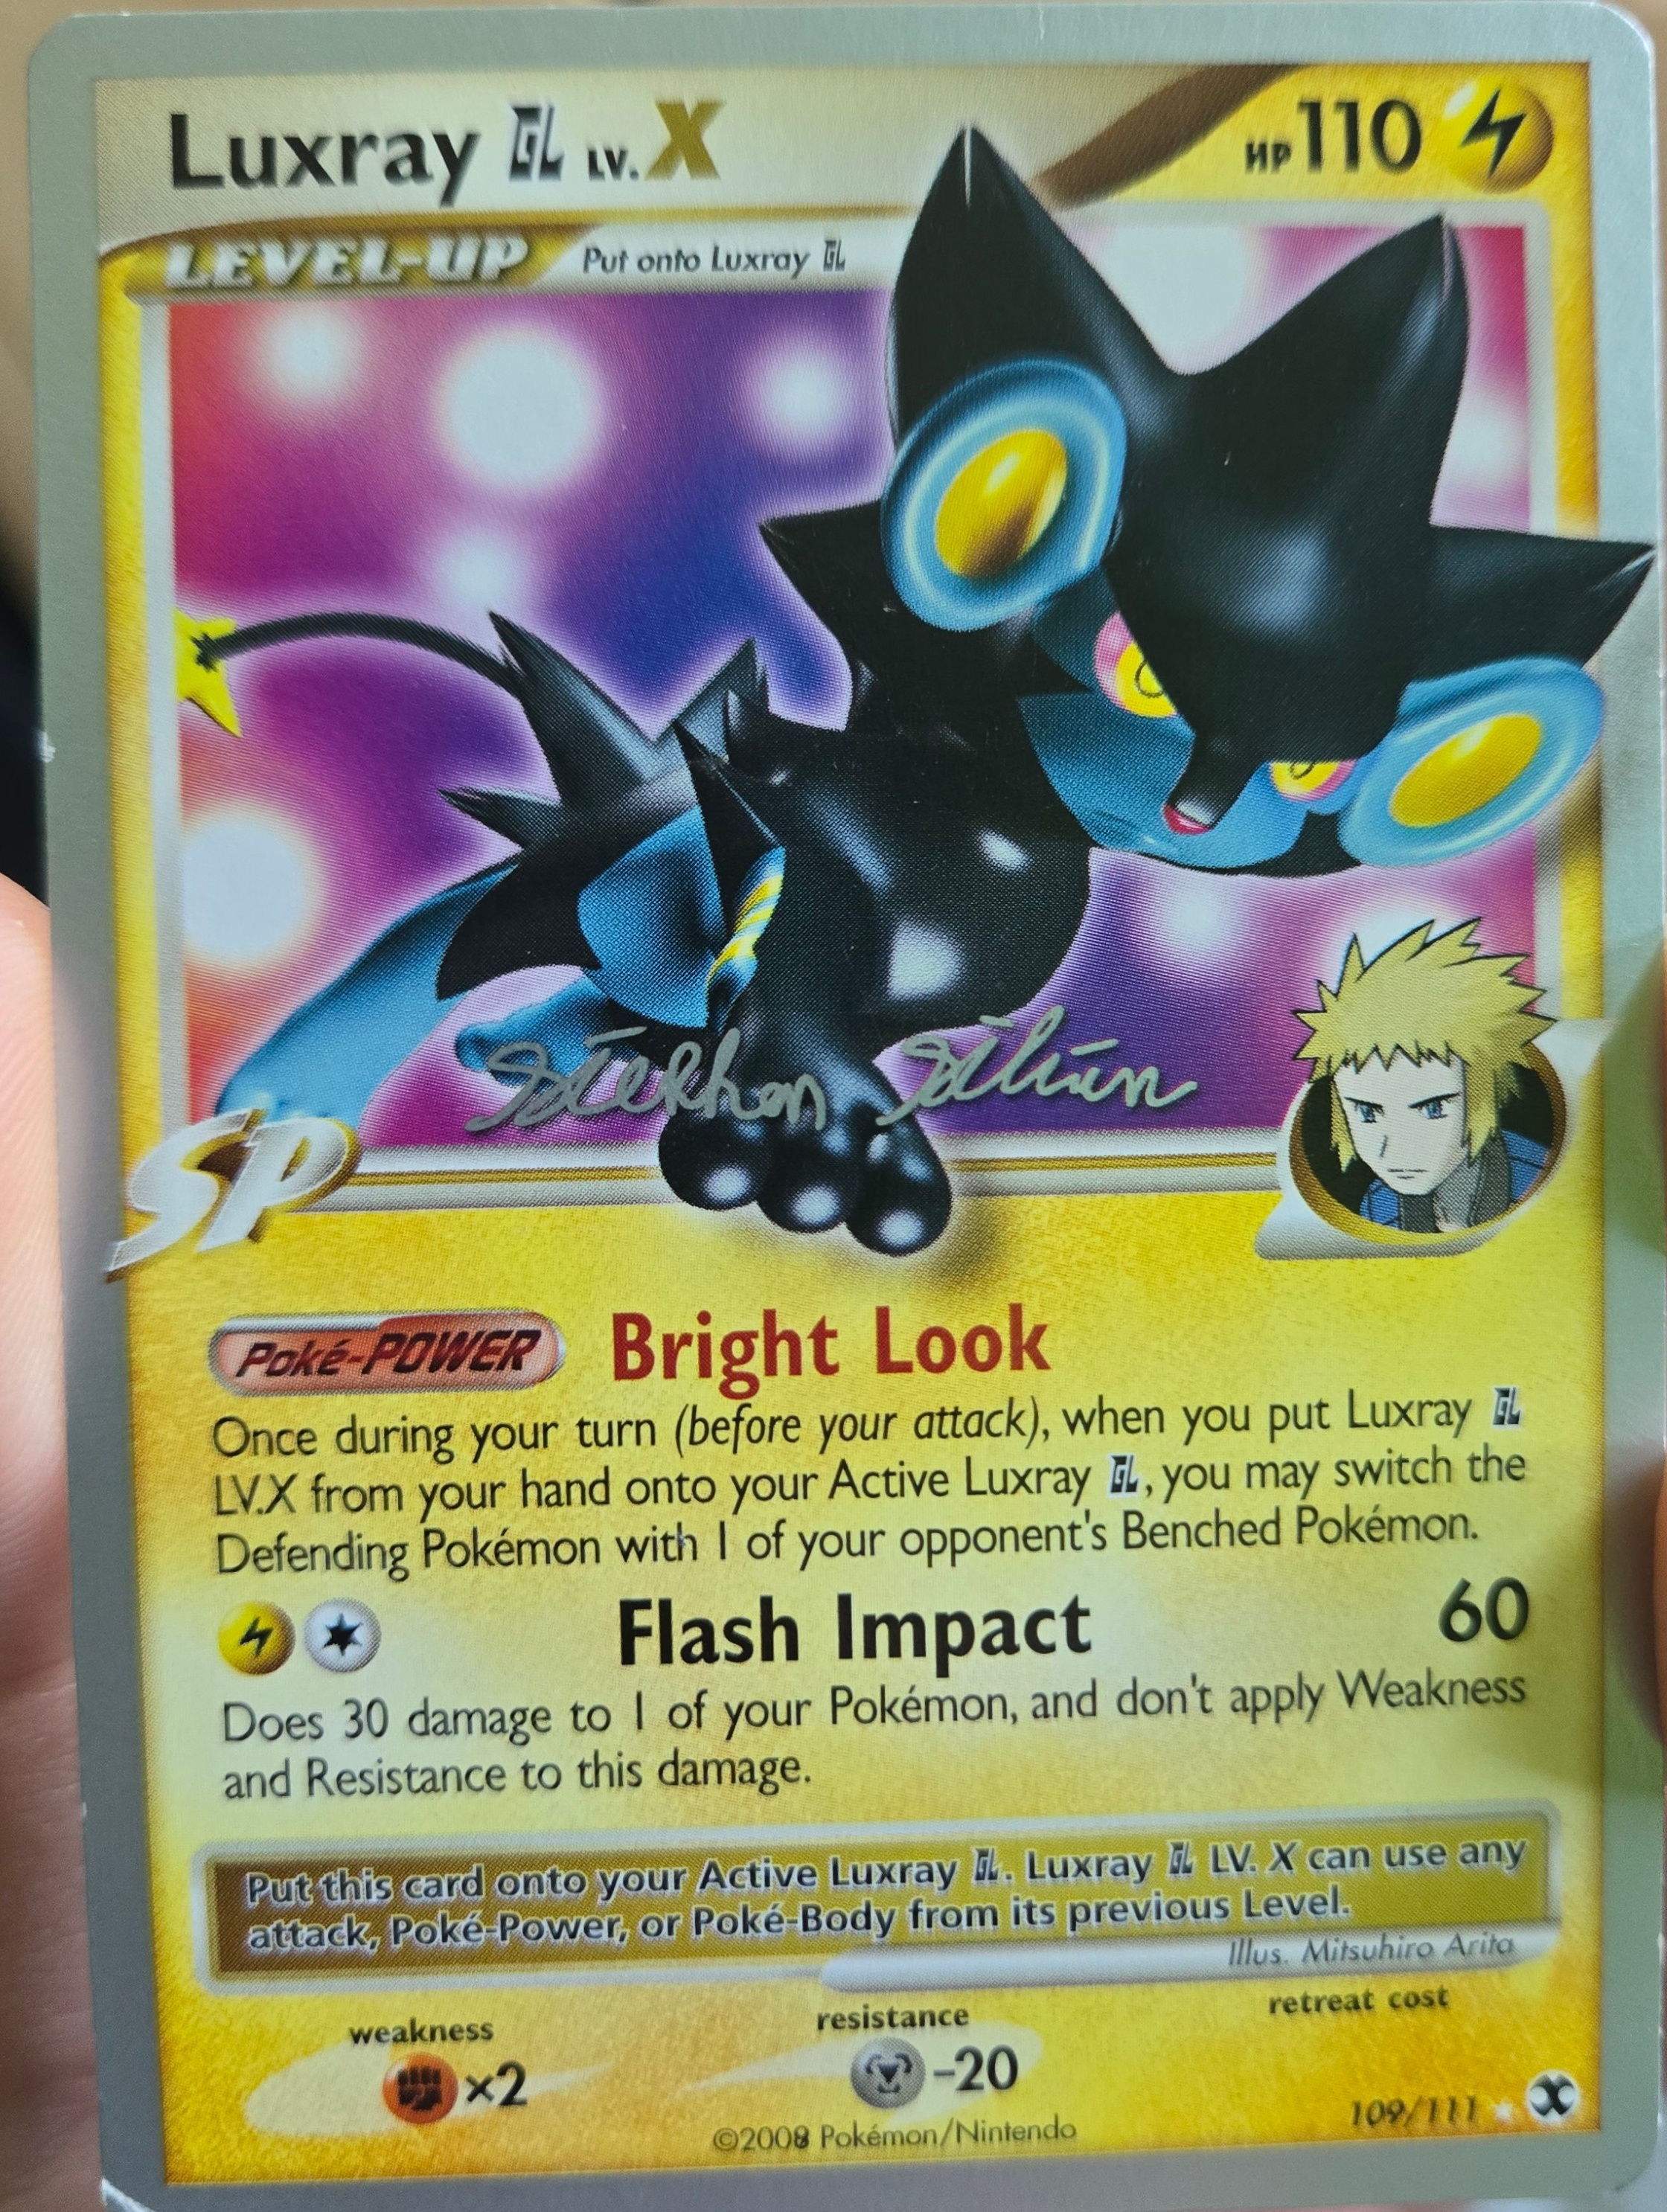 Luxray GL LV.X HP 110
LEVEL-UP Put onto Luxray GL
Stékhon Sılıún
SP
Poké-POWER Bright Look
Once during your turn (before your attack), when you put Luxray GL
LV.X from your hand onto your Active Luxray GL, you may switch the
Defending Pokémon with 1 of your opponent's Benched Pokémon.
Flash Impact 60
Does 30 damage to 1 of your Pokémon, and don't apply Weakness
and Resistance to this damage.
Put this card onto your Active Luxray GL. Luxray GL LV. X can use any
attack, Poké-Power, or Poké-Body from its previous Level.
Illus. Mitsuhiro Arita
weakness resistance retreat cost
×2 -20
109/111
©2008 Pokémon/Nintendo